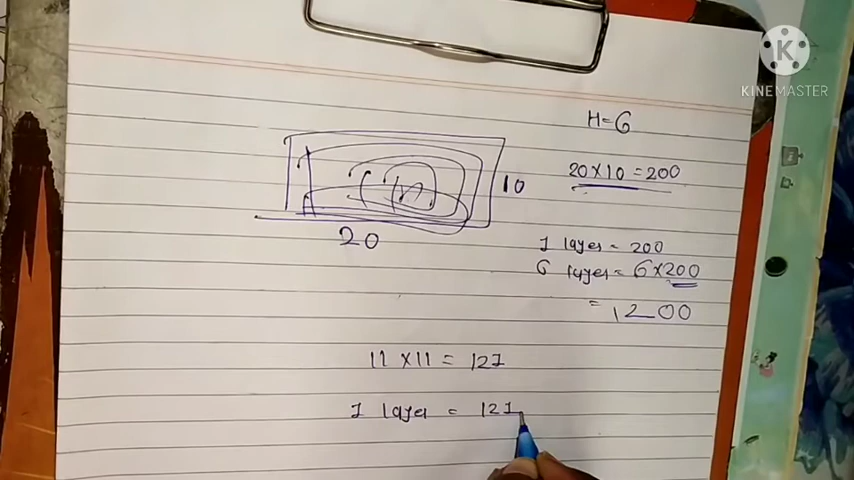 K
KINEMASTER
H=6
20×10 = 200
10
20
1 layer = 200
6 layer = 6×200
= 1200
11 ×11 = 121
1 layer = 121